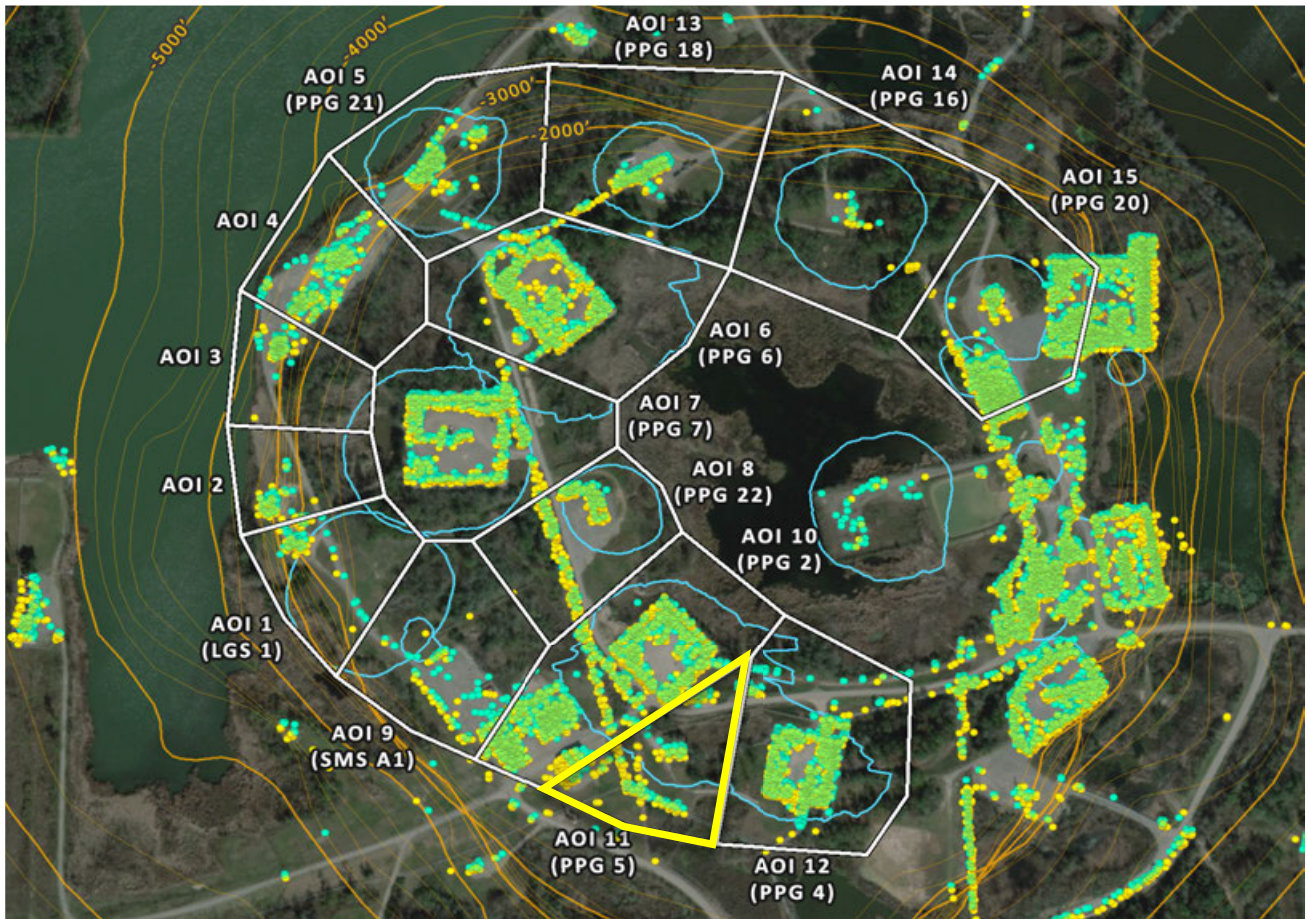 -5000'
-4000'
AOI 13
(PPG 18)
AOI 5
(PPG 21)
-3000'
-2000'
AOI 14
(PPG 16)
AOI 15
(PPG 20)
AOI 4
AOI 3
AOI 6
(PPG 6)
AOI 7
(PPG 7)
AOI 8
(PPG 22)
AOI 2
AOI 10
(PPG 2)
AOI 1
(LGS 1)
AOI 9
(SMS A1)
AOI 11
(PPG 5)
AOI 12
(PPG 4)